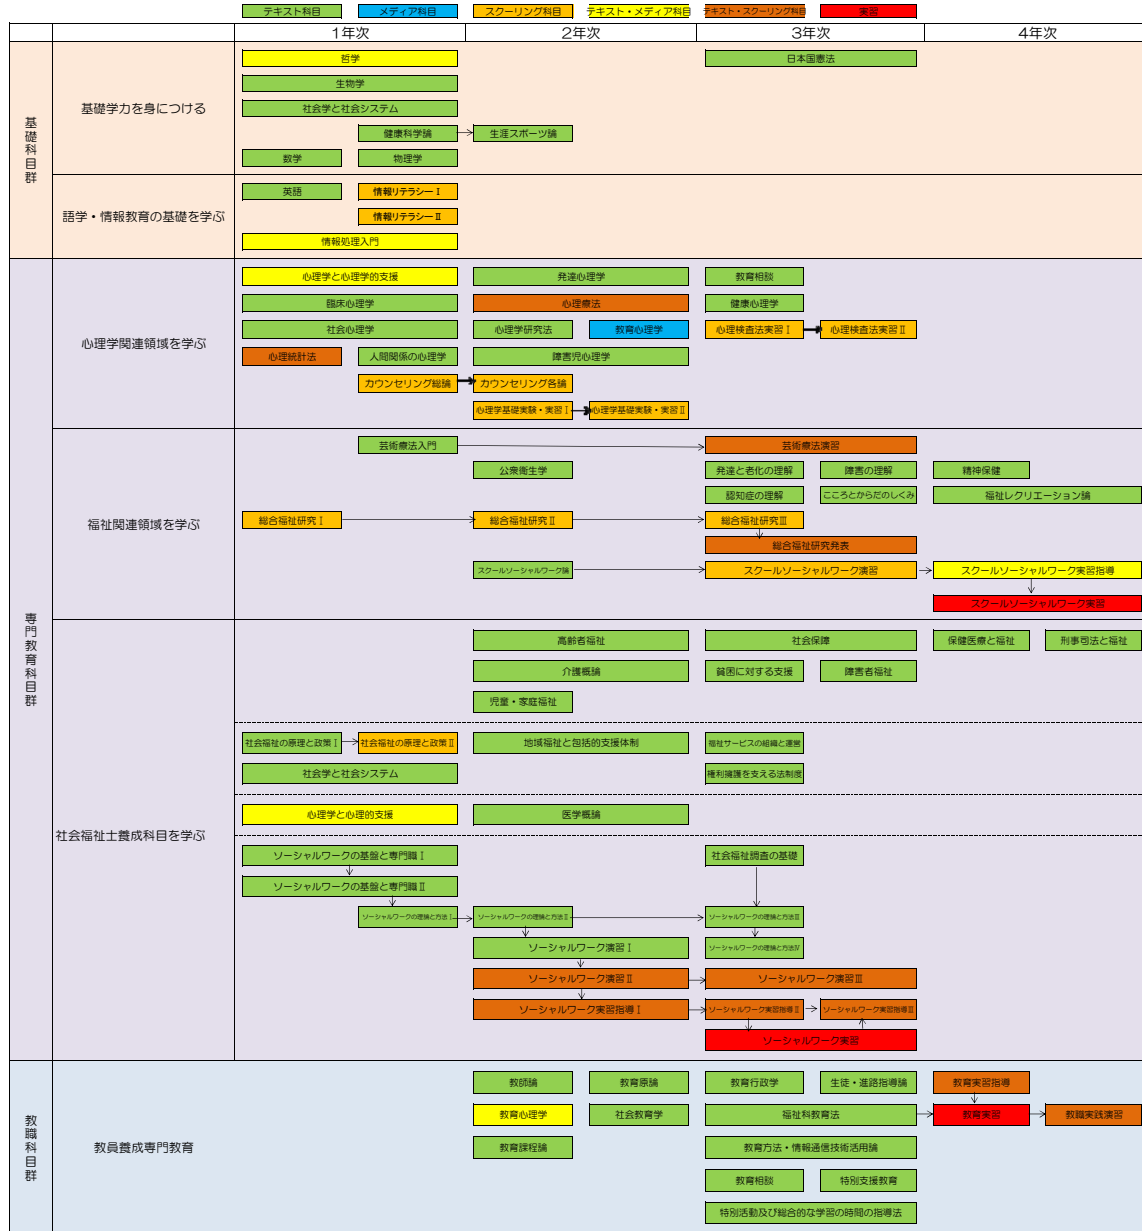 テキスト科目 メディア科目 スクーリング科目 テキスト・メディア科目 テキスト・スクーリング科目 実習
1年次 2年次 3年次 4年次
基礎科目群
基礎学力を身につける
哲学 日本国憲法
生物学
社会学と社会システム
健康科学論 生涯スポーツ論
数学 物理学
語学・情報教育の基礎を学ぶ
英語 情報リテラシーⅠ
情報リテラシーⅡ
情報処理入門
専門教育科目群
心理学関連領域を学ぶ
心理学と心理学的支援 発達心理学 教育相談
臨床心理学 心理療法 健康心理学
社会心理学 心理学研究法 教育心理学 心理検査法実習Ⅰ 心理検査法実習Ⅱ
心理統計法 人間関係の心理学 障害児心理学
カウンセリング総論 カウンセリング各論
心理学基礎実験・実習Ⅰ 心理学基礎実験・実習Ⅱ
福祉関連領域を学ぶ
芸術療法入門 芸術療法演習
公衆衛生学 発達と老化の理解 障害の理解 精神保健
認知症の理解 こころとからだのしくみ 福祉レクリエーション論
総合福祉研究Ⅰ 総合福祉研究Ⅱ 総合福祉研究Ⅲ
総合福祉研究発表
スクールソーシャルワーク論 スクールソーシャルワーク演習 スクールソーシャルワーク実習指導
スクールソーシャルワーク実習
社会福祉士養成科目を学ぶ
高齢者福祉 社会保障 保健医療と福祉 刑事司法と福祉
介護概論 貧困に対する支援 障害者福祉
児童・家庭福祉
社会福祉の原理と政策Ⅰ 社会福祉の原理と政策Ⅱ 地域福祉と包括的支援体制 福祉サービスの組織と運営
社会学と社会システム 権利擁護を支える法制度
心理学と心理的支援 医学概論
ソーシャルワークの基盤と専門職Ⅰ 社会福祉調査の基礎
ソーシャルワークの基盤と専門職Ⅱ
ソーシャルワークの理論と方法Ⅰ ソーシャルワークの理論と方法Ⅱ ソーシャルワークの理論と方法Ⅲ
ソーシャルワーク演習Ⅰ ソーシャルワークの理論と方法Ⅳ
ソーシャルワーク演習Ⅱ ソーシャルワーク演習Ⅲ
ソーシャルワーク実習指導Ⅰ ソーシャルワーク実習指導Ⅱ ソーシャルワーク実習指導Ⅲ
ソーシャルワーク実習
教職科目群
教員養成専門教育
教師論 教育原論 教育行政学 生徒・進路指導論 教育実習指導
教育心理学 社会教育学 福祉科教育法 教育実習 教職実践演習
教育課程論 教育方法・情報通信技術活用論
教育相談 特別支援教育
特別活動及び総合的な学習の時間の指導法